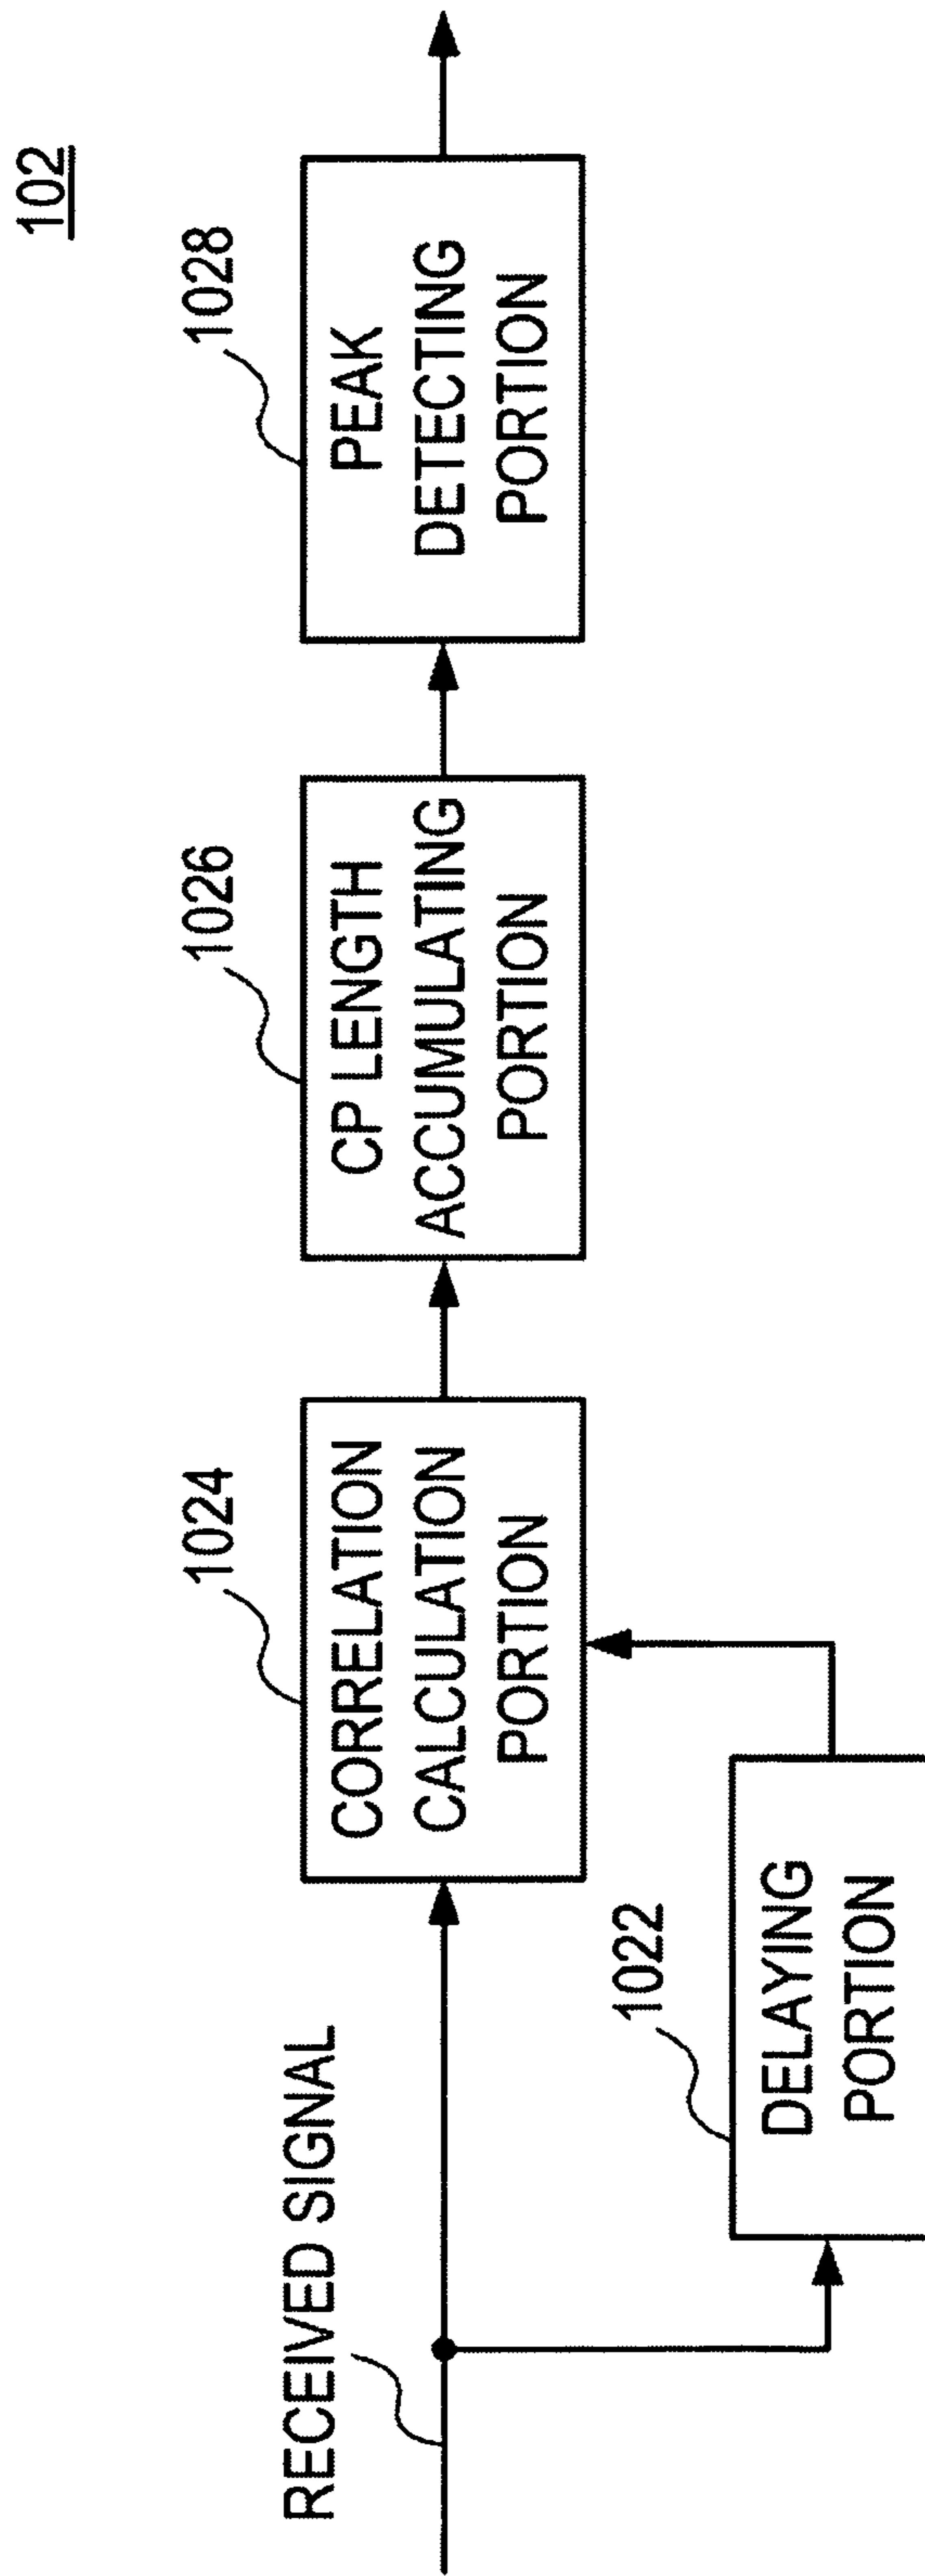 102
RECEIVED SIGNAL
1022
DELAYING
PORTION
1024
CORRELATION
CALCULATION
PORTION
1026
CP LENGTH
ACCUMULATING
PORTION
1028
PEAK
DETECTING
PORTION